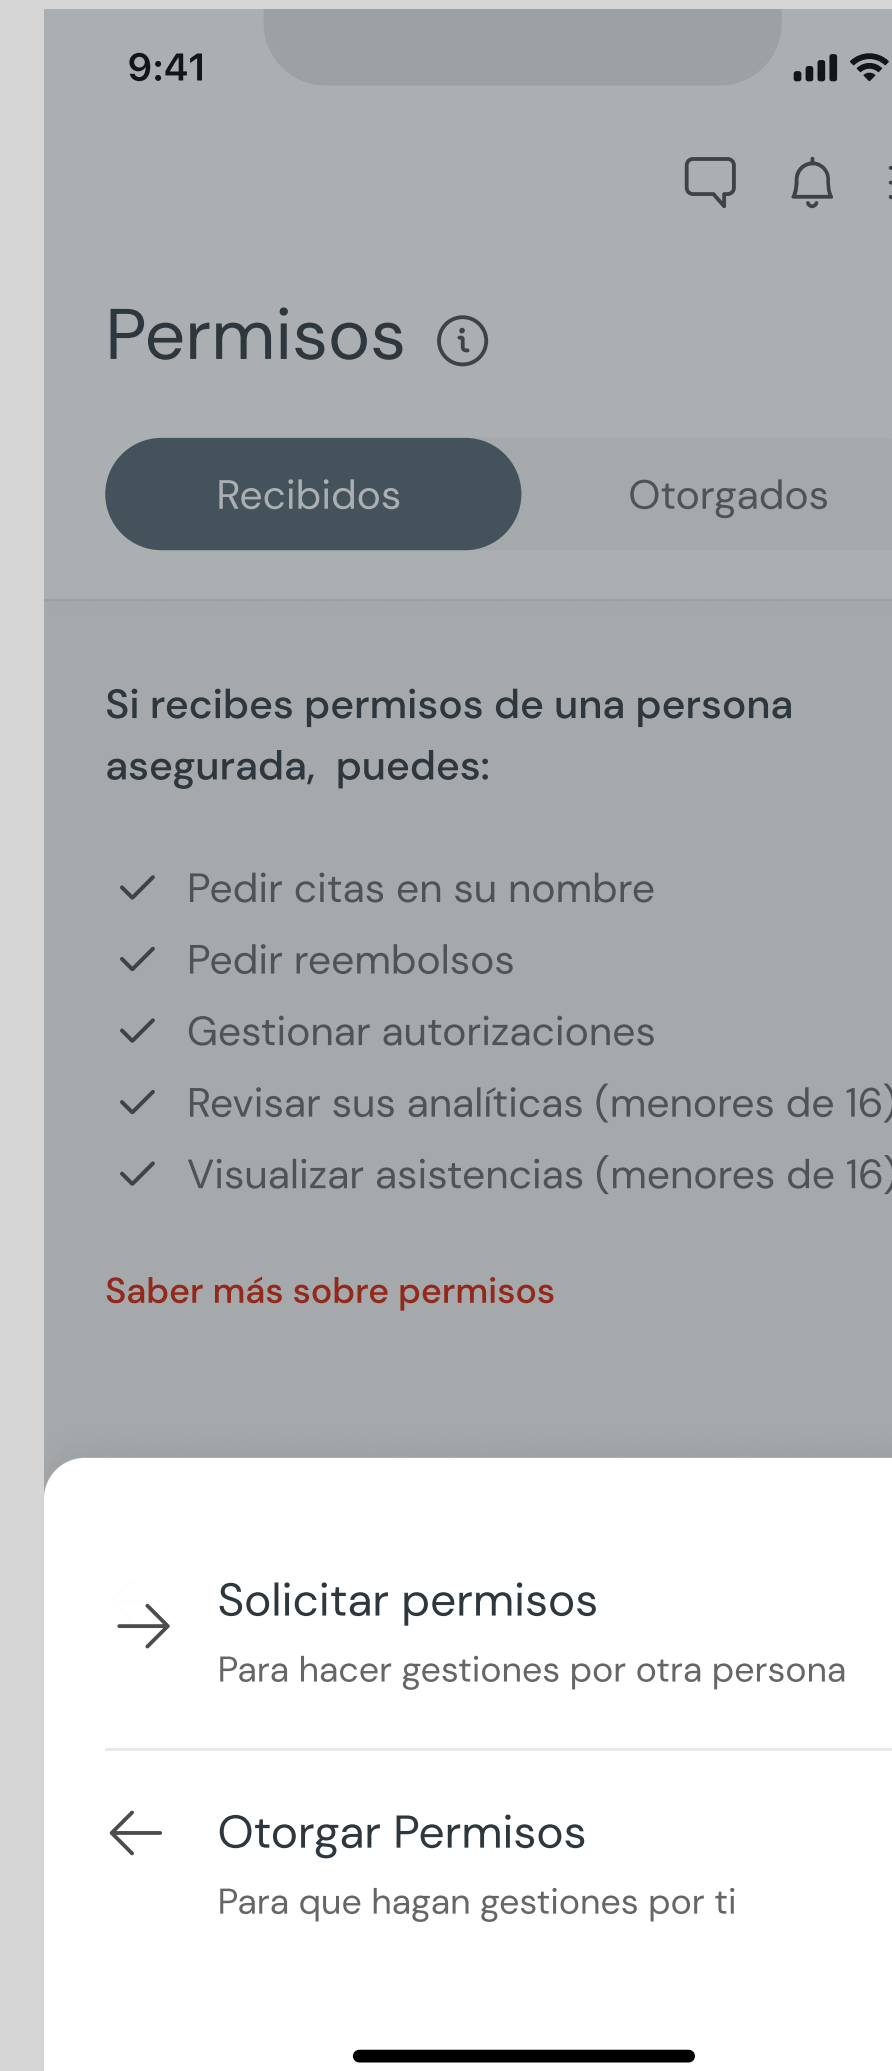 9:41
Permisos
Recibidos
Otorgados
Si recibes permisos de una persona
asegurada, puedes:
Pedir citas en su nombre
Pedir reembolsos
Gestionar autorizaciones
Revisar sus analíticas (menores de 16)
Visualizar asistencias (menores de 16)
Saber más sobre permisos
Solicitar permisos
Para hacer gestiones por otra persona
Otorgar Permisos
Para que hagan gestiones por ti